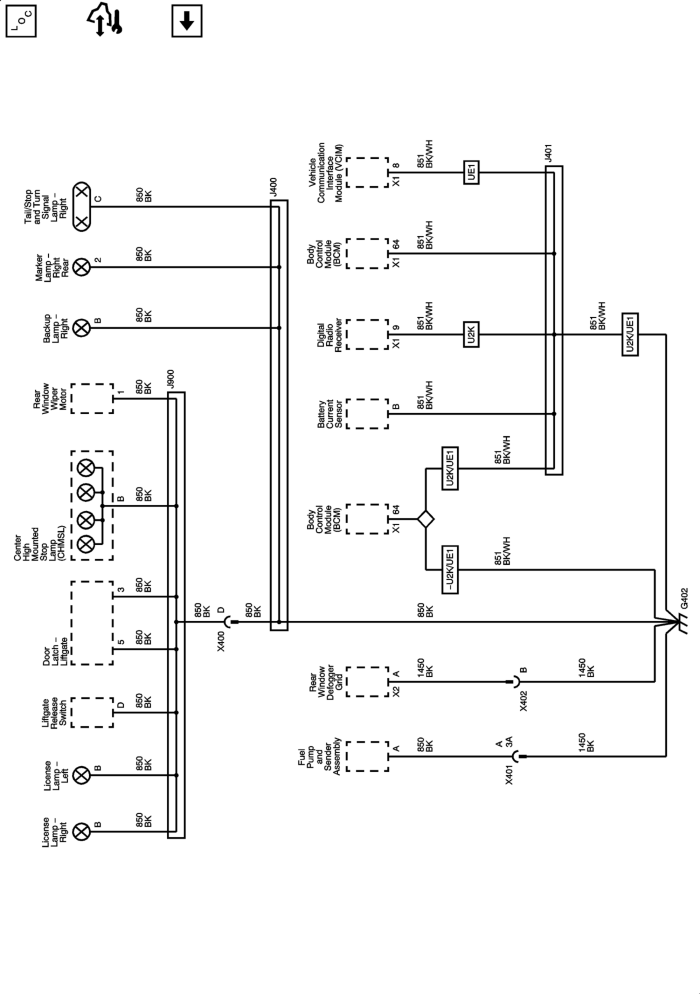 L O C
License
Lamp –
Right
B
850
BK
License
Lamp –
Left
B
850
BK
Liftgate
Release
Switch
D
850
BK
Door
Latch –
Liftgate
5
850
BK
3
850
BK
Center
High
Mounted
Stop
Lamp
(CHMSL)
B
850
BK
Rear
Window
Wiper
Motor
1
850
BK
J900
Backup
Lamp –
Right
B
850
BK
Marker
Lamp –
Right
Rear
2
850
BK
Tail/Stop
and Turn
Signal
Lamp –
Right
C
850
BK
850
BK
X400
D
850
BK
J400
Fuel
Pump
and
Sender
Assembly
A
850
BK
A
3A
X401
1450
BK
Rear
Window
Defogger
Grid
X2
A
1450
BK
X402
B
1450
BK
850
BK
Body
Control
Module
(BCM)
X1
64
–U2K/UE1
851
BK/WH
U2K/UE1
851
BK/WH
Battery
Current
Sensor
B
851
BK/WH
Digital
Radio
Receiver
X1
9
851
BK/WH
U2K
Body
Control
Module
(BCM)
X1
64
851
BK/WH
Vehicle
Communication
Interface
Module (VCIM)
X1
8
851
BK/WH
UE1
J401
851
BK/WH
U2K/UE1
G402